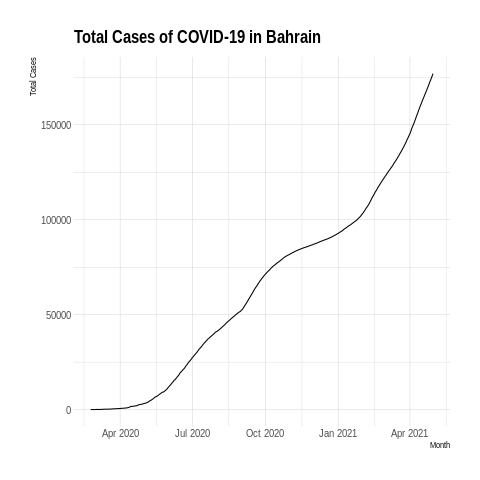 Total Cases of COVID-19 in Bahrain
Total Cases
150000
100000
50000
0
Apr 2020 Jul 2020 Oct 2020 Jan 2021 Apr 2021
Month